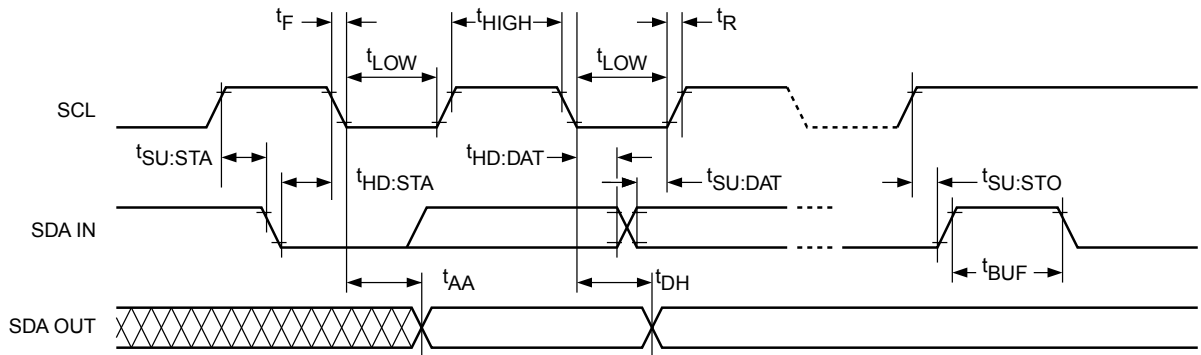 tF
tHIGH
tR
tLOW
tLOW
SCL
tSU:STA
tHD:STA
tHD:DAT
tSU:DAT
tSU:STO
SDA IN
tBUF
tAA
tDH
SDA OUT